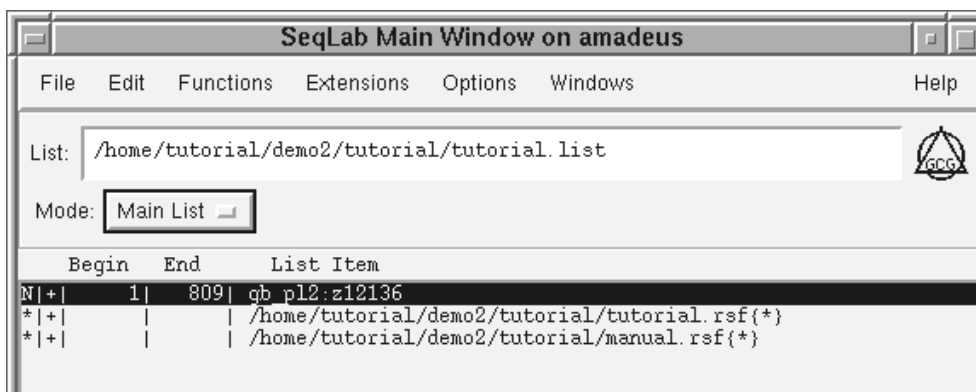 SeqLab Main Window on amadeus
File Edit Functions Extensions Options Windows Help
List: /home/tutorial/demo2/tutorial/tutorial.list
GCG
Mode: Main List
Begin End List Item
N|+| 1| 809| gb_pl2:z12136
*|+| | | /home/tutorial/demo2/tutorial/tutorial.rsf{*}
*|+| | | /home/tutorial/demo2/tutorial/manual.rsf{*}